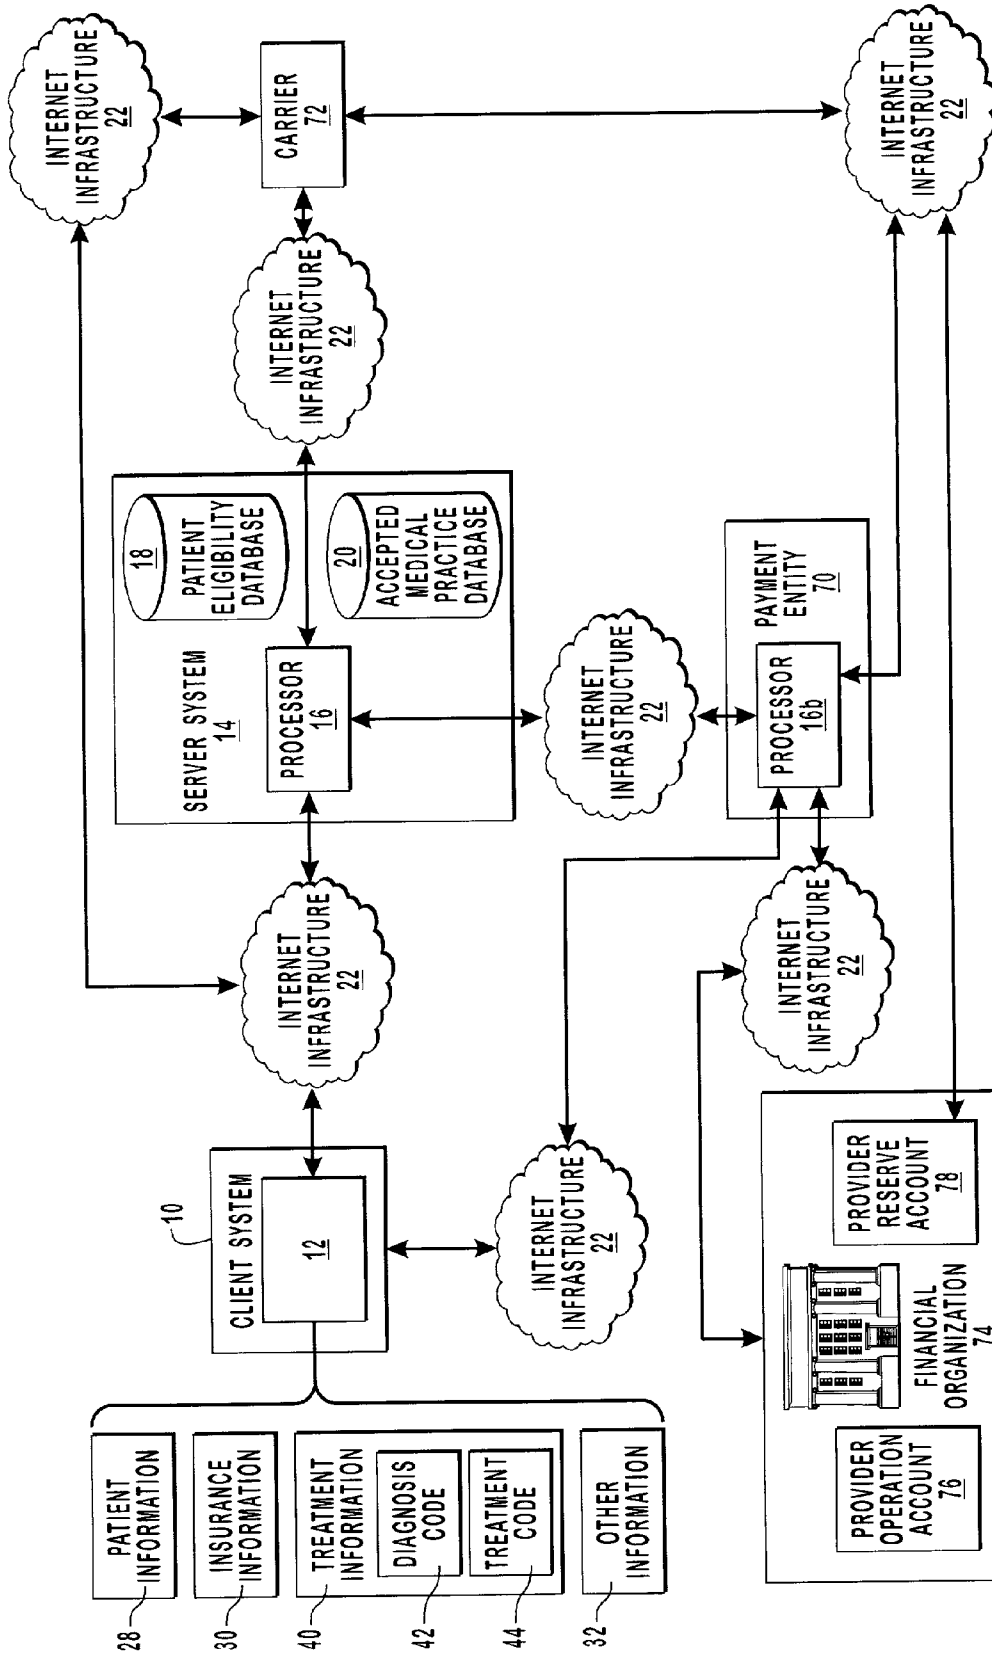 28
PATIENT
INFORMATION
30
INSURANCE
INFORMATION
40
TREATMENT
INFORMATION
42
DIAGNOSIS
CODE
44
TREATMENT
CODE
32
OTHER
INFORMATION
10
CLIENT SYSTEM
12
INTERNET
INFRASTRUCTURE
22
INTERNET
INFRASTRUCTURE
22
SERVER SYSTEM
14
PROCESSOR
16
18
PATIENT
ELIGIBILITY
DATABASE
20
ACCEPTED
MEDICAL
PRACTICE
DATABASE
INTERNET
INFRASTRUCTURE
22
INTERNET
INFRASTRUCTURE
22
CARRIER
72
INTERNET
INFRASTRUCTURE
22
PROCESSOR
16b
PAYMENT
ENTITY
70
INTERNET
INFRASTRUCTURE
22
INTERNET
INFRASTRUCTURE
22
PROVIDER
OPERATION
ACCOUNT
76
FINANCIAL
ORGANIZATION
74
PROVIDER
RESERVE
ACCOUNT
78